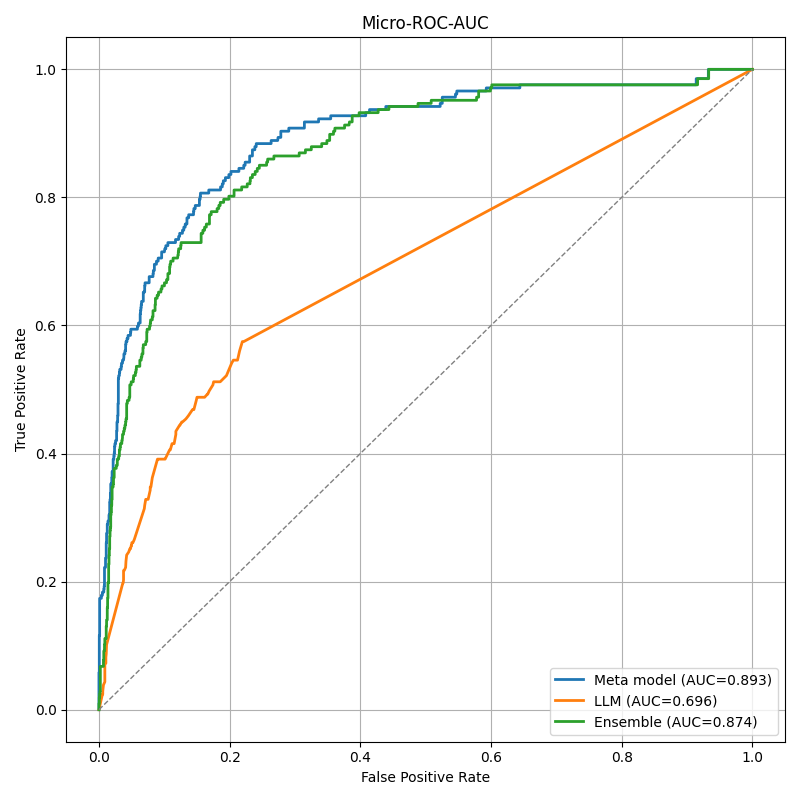 Micro-ROC-AUC
True Positive Rate
1.0
0.8
0.6
0.4
0.2
0.0
Meta model (AUC=0.893)
LLM (AUC=0.696)
Ensemble (AUC=0.874)
0.0 0.2 0.4 0.6 0.8 1.0
False Positive Rate